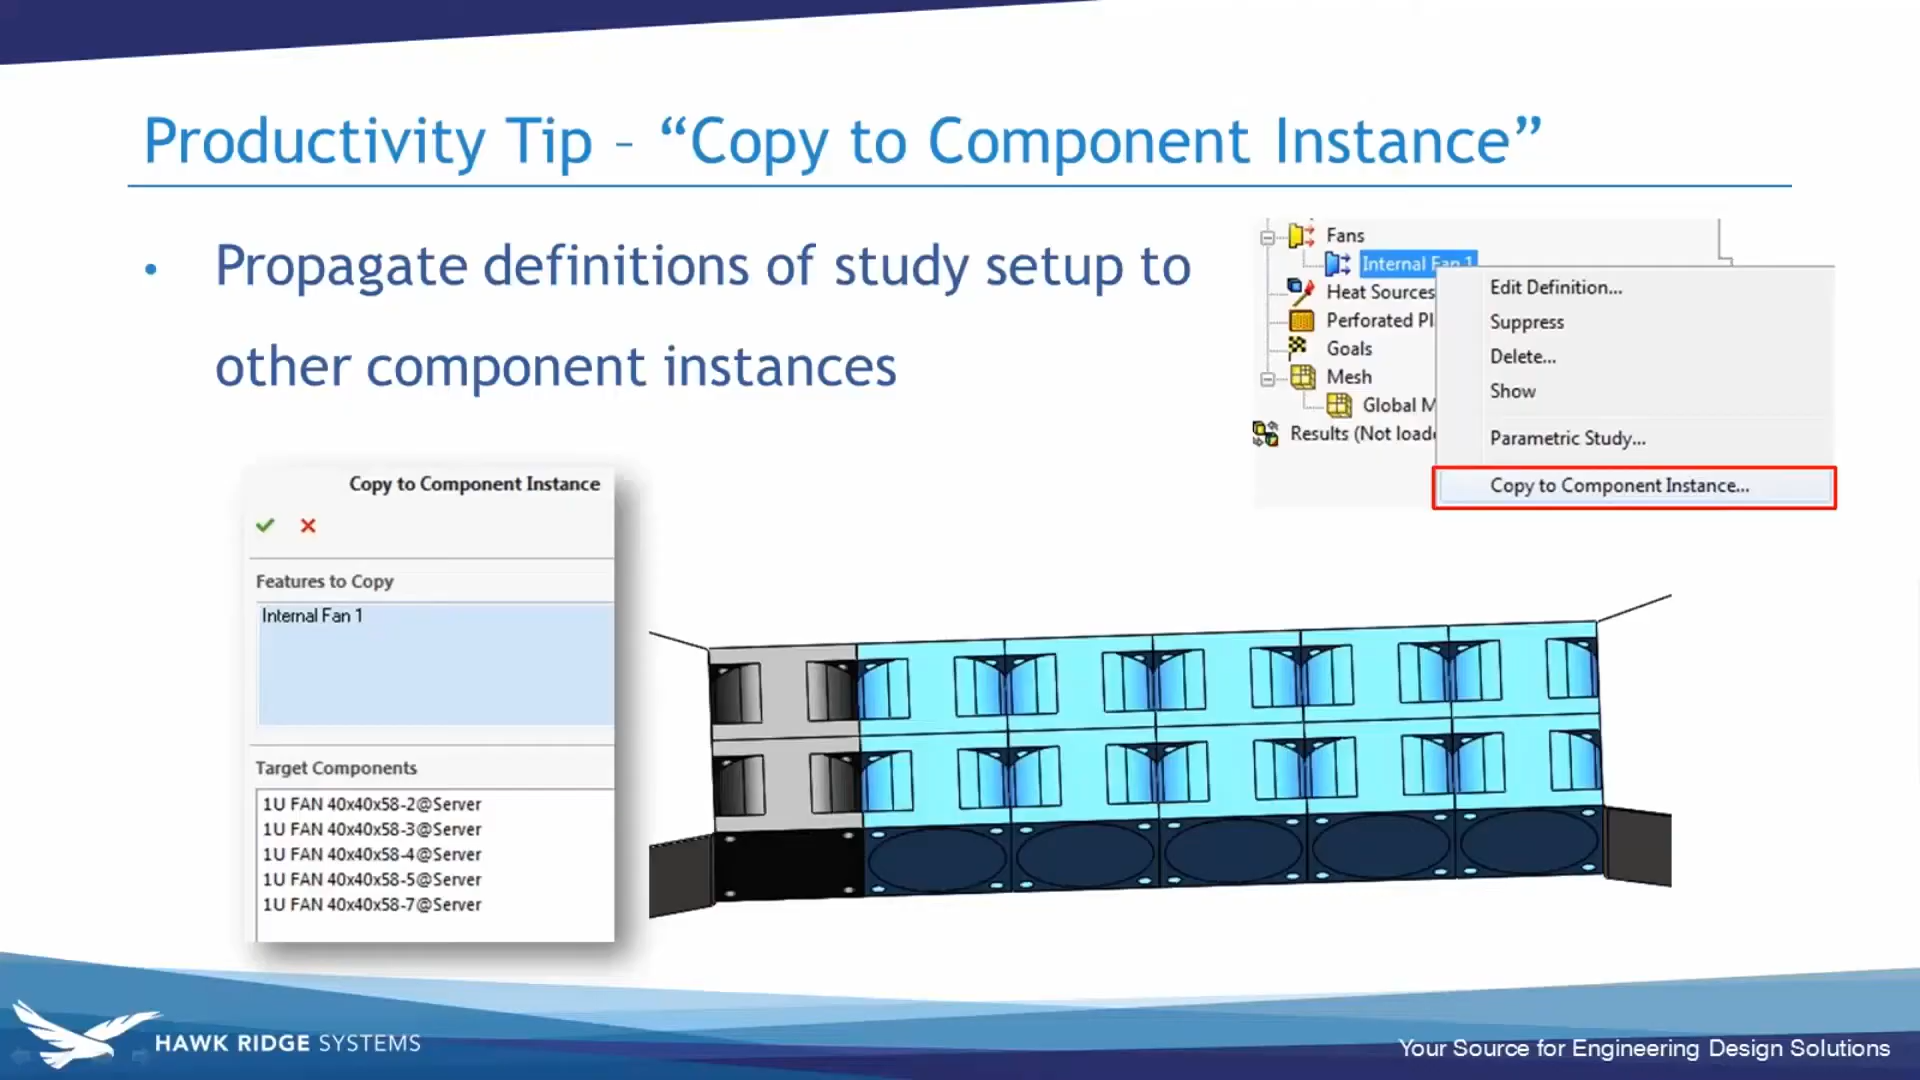 Productivity Tip – “Copy to Component Instance”
• Propagate definitions of study setup to
other component instances
Fans
Internal Fan 1
Heat Sources
Perforated Pl
Goals
Mesh
Global M
Results (Not load
Edit Definition...
Suppress
Delete...
Show
Parametric Study...
Copy to Component Instance...
Copy to Component Instance
Features to Copy
Internal Fan 1
Target Components
1U FAN 40x40x58-2@Server
1U FAN 40x40x58-3@Server
1U FAN 40x40x58-4@Server
1U FAN 40x40x58-5@Server
1U FAN 40x40x58-7@Server
HAWK RIDGE SYSTEMS
Your Source for Engineering Design Solutions